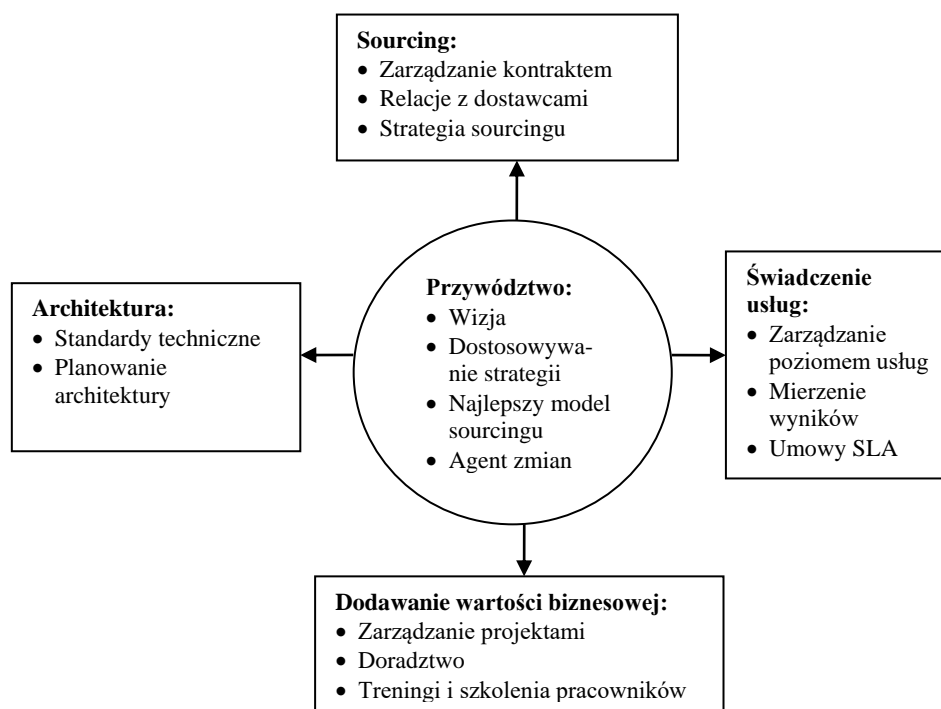 Sourcing:
• Zarządzanie kontraktem
• Relacje z dostawcami
• Strategia sourcingu
Architektura:
• Standardy techniczne
• Planowanie
architektury
Przywództwo:
• Wizja
• Dostosowywa-
nie strategii
• Najlepszy model
sourcingu
• Agent zmian
Świadczenie
usług:
• Zarządzanie
poziomem usług
• Mierzenie
wyników
• Umowy SLA
Dodawanie wartości biznesowej:
• Zarządzanie projektami
• Doradztwo
• Treningi i szkolenia pracowników